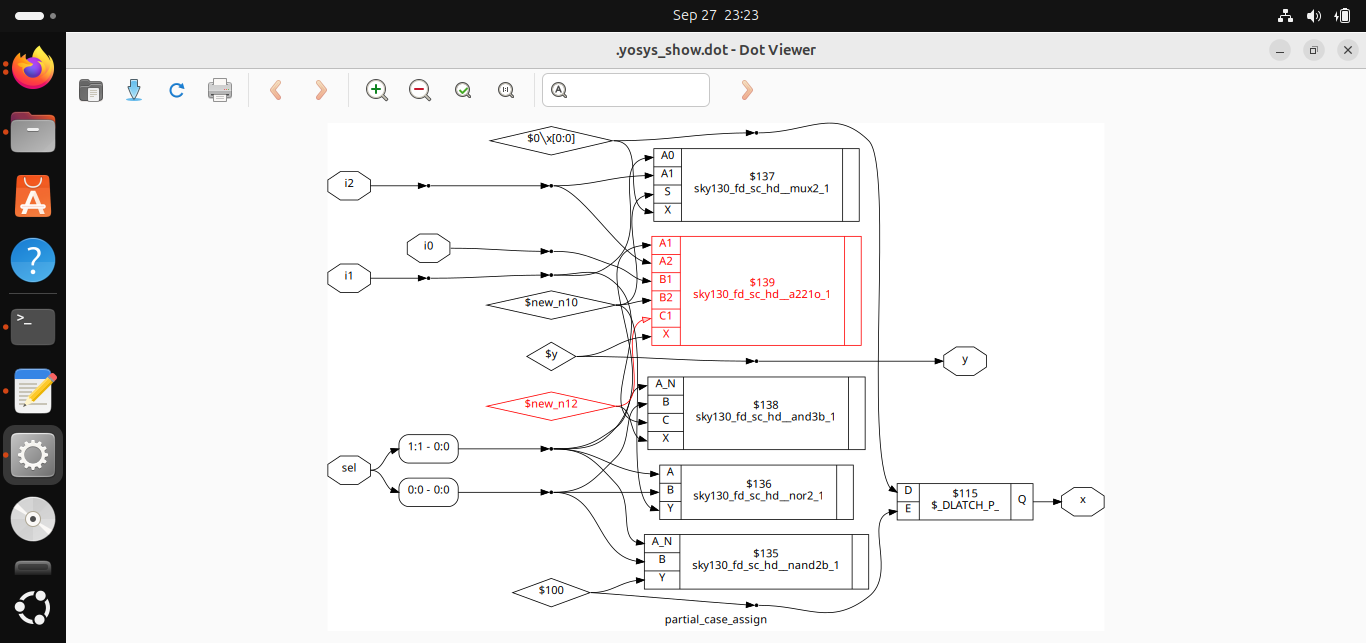 Sep 27 23:23
.yosys_show.dot - Dot Viewer
$0\x[0:0]
A0
A1
S
X
$137
sky130_fd_sc_hd__mux2_1
i2
i0
i1
A1
A2
B1
B2
C1
X
$139
sky130_fd_sc_hd__a221o_1
$new_n10
$y
y
$new_n12
A_N
B
C
X
$138
sky130_fd_sc_hd__and3b_1
sel
1:1 - 0:0
0:0 - 0:0
A
B
Y
$136
sky130_fd_sc_hd__nor2_1
D
E
$115
$_DLATCH_P_
Q
x
A_N
B
Y
$135
sky130_fd_sc_hd__nand2b_1
$100
partial_case_assign